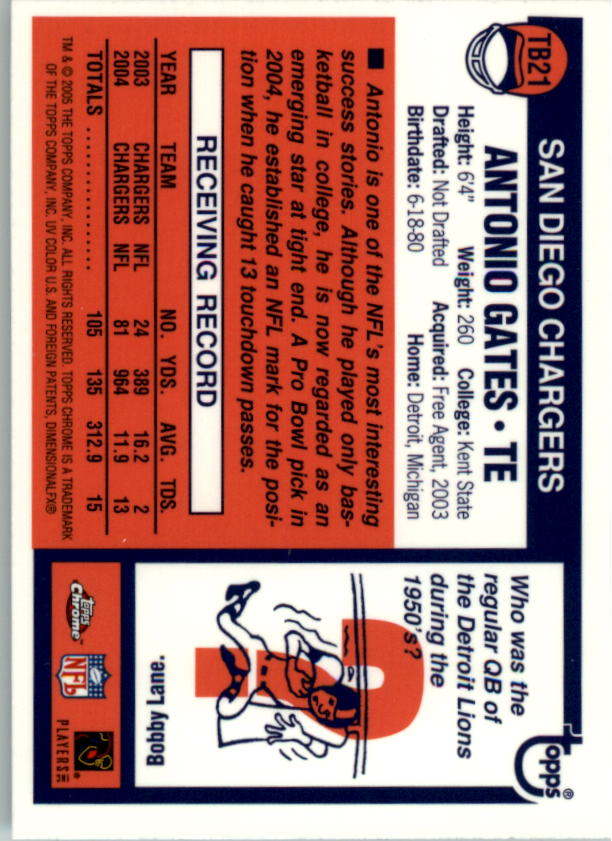 TB21
SAN DIEGO CHARGERS
ANTONIO GATES • TE
Height: 6'4" Weight: 260 College: Kent State
Drafted: Not Drafted Acquired: Free Agent, 2003
Birthdate: 6-18-80 Home: Detroit, Michigan
■ Antonio is one of the NFL's most interesting
success stories. Although he played only bas-
ketball in college, he is now regarded as an
emerging star at tight end. A Pro Bowl pick in
2004, he established an NFL mark for the posi-
tion when he caught 13 touchdown passes.
RECEIVING RECORD
YEAR TEAM NO. YDS. AVG. TDS.
2003 CHARGERS NFL 24 389 16.2 2
2004 CHARGERS NFL 81 964 11.9 13
TOTALS .............. 105 135 312.9 15
TM & © 2005 THE TOPPS COMPANY, INC. ALL RIGHTS RESERVED. TOPPS CHROME IS A TRADEMARK
OF THE TOPPS COMPANY, INC. UV COLOR U.S. AND FOREIGN PATENTS, DIMENSIONALFX®
topps®
Who was the
regular QB of
the Detroit Lions
during the
1950's?
?
Bobby Lane.
topps
Chrome™
NFL
PLAYERS INC
®